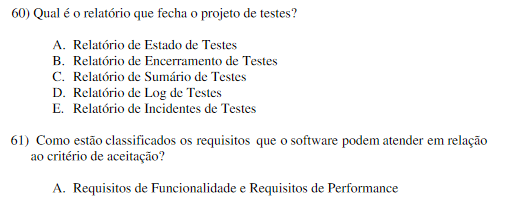 60) Qual é o relatório que fecha o projeto de testes?
A. Relatório de Estado de Testes
B. Relatório de Encerramento de Testes
C. Relatório de Sumário de Testes
D. Relatório de Log de Testes
E. Relatório de Incidentes de Testes
61) Como estão classificados os requisitos que o software podem atender em relação
ao critério de aceitação?
A. Requisitos de Funcionalidade e Requisitos de Performance